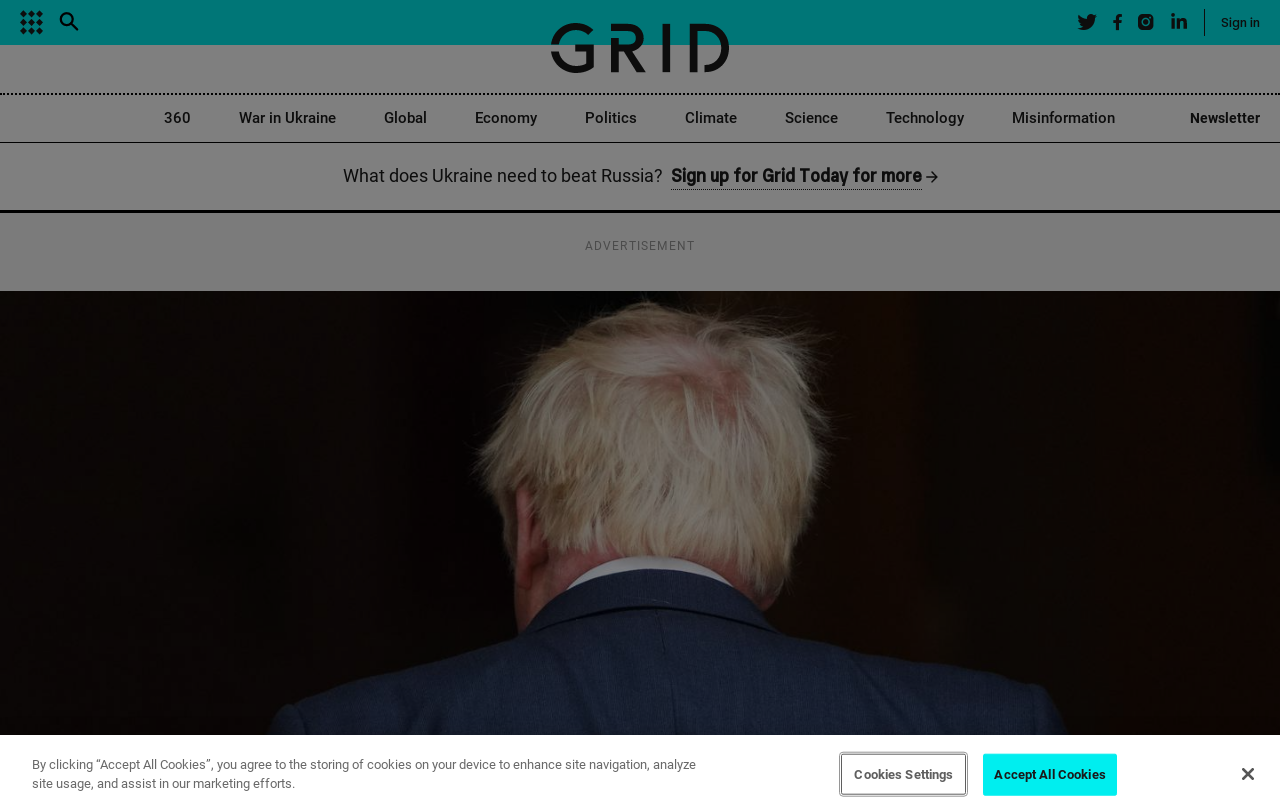 GRID
Sign in
360 War in Ukraine Global Economy Politics Climate Science Technology Misinformation Newsletter
What does Ukraine need to beat Russia? Sign up for Grid Today for more →
ADVERTISEMENT
By clicking “Accept All Cookies”, you agree to the storing of cookies on your device to enhance site navigation, analyze
site usage, and assist in our marketing efforts.
Cookies Settings
Accept All Cookies